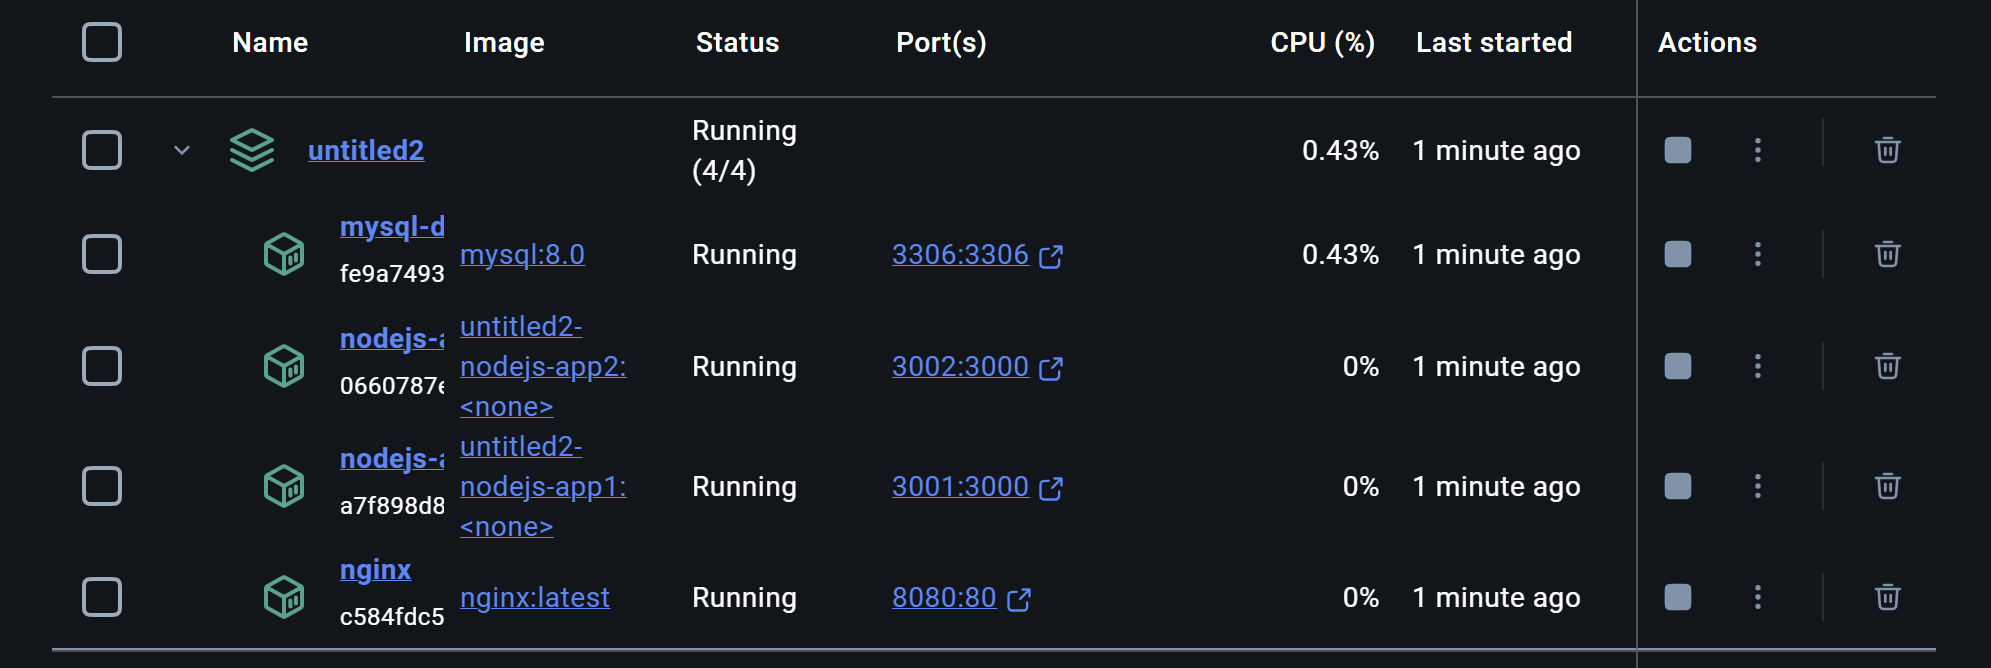 Name Image Status Port(s) CPU (%) Last started Actions
untitled2 Running (4/4) 0.43% 1 minute ago
mysql-d
fe9a7493
mysql:8.0 Running 3306:3306 0.43% 1 minute ago
nodejs-a
0660787e
untitled2-
nodejs-app2:
<none>
Running 3002:3000 0% 1 minute ago
nodejs-a
a7f898d8
untitled2-
nodejs-app1:
<none>
Running 3001:3000 0% 1 minute ago
nginx
c584fdc5
nginx:latest Running 8080:80 0% 1 minute ago